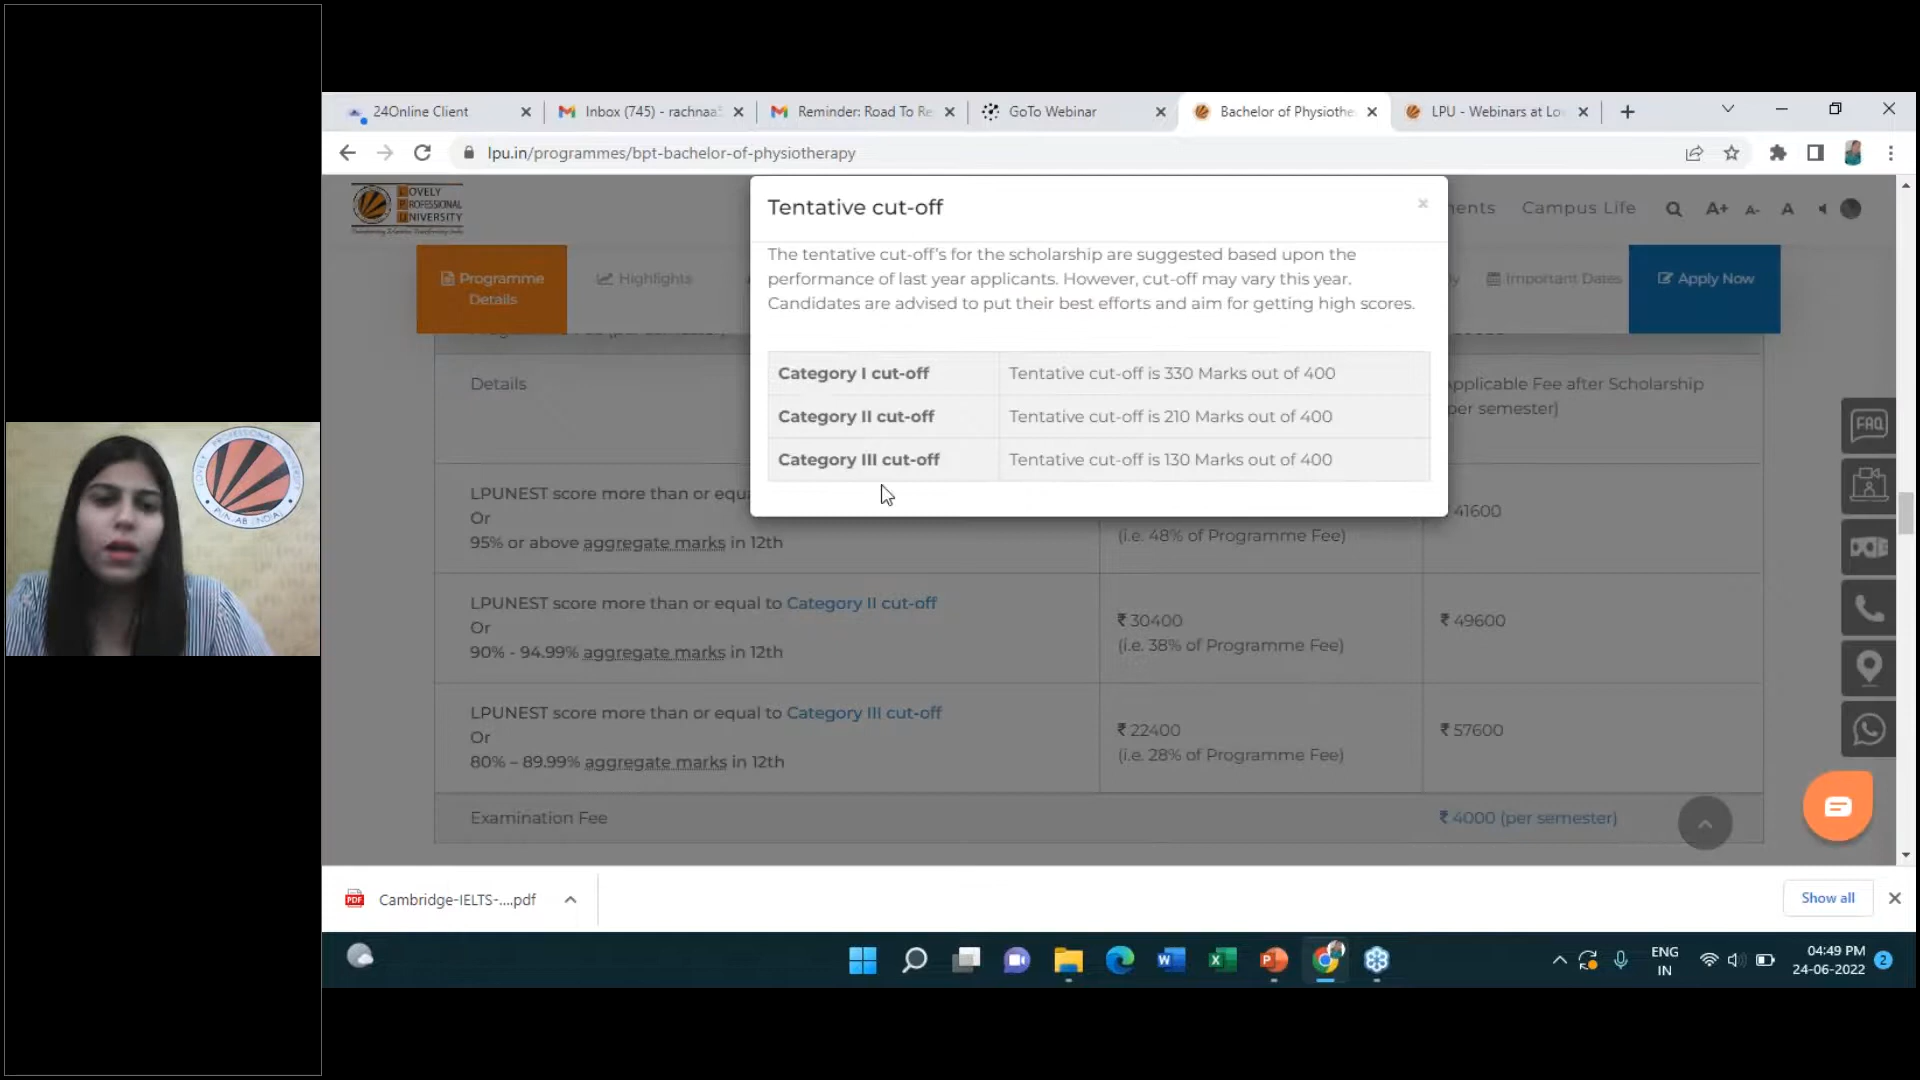 24Online Client
Inbox (745) - rachnaa
Reminder: Road To Re
GoTo Webinar
Bachelor of Physiothe
LPU - Webinars at Lo
lpu.in/programmes/bpt-bachelor-of-physiotherapy
LOVELY
PROFESSIONAL
UNIVERSITY
ments
Campus Life
A+
A-
A
Programme
Details
Highlights
Important Dates
Apply Now
Tentative cut-off
×
The tentative cut-off's for the scholarship are suggested based upon the
performance of last year applicants. However, cut-off may vary this year.
Candidates are advised to put their best efforts and aim for getting high scores.
Category I cut-off
Tentative cut-off is 330 Marks out of 400
Category II cut-off
Tentative cut-off is 210 Marks out of 400
Category III cut-off
Tentative cut-off is 130 Marks out of 400
Details
Applicable Fee after Scholarship
per semester)
LPUNEST score more than or equa
Or
95% or above aggregate marks in 12th
(i.e. 48% of Programme Fee)
41600
LPUNEST score more than or equal to Category II cut-off
Or
90% - 94.99% aggregate marks in 12th
₹ 30400
(i.e. 38% of Programme Fee)
₹ 49600
LPUNEST score more than or equal to Category III cut-off
Or
80% – 89.99% aggregate marks in 12th
₹ 22400
(i.e. 28% of Programme Fee)
₹ 57600
Examination Fee
₹ 4000 (per semester)
FAQ
PUNJAB (INDIA)
Cambridge-IELTS-....pdf
Show all
ENG
IN
04:49 PM
24-06-2022
2